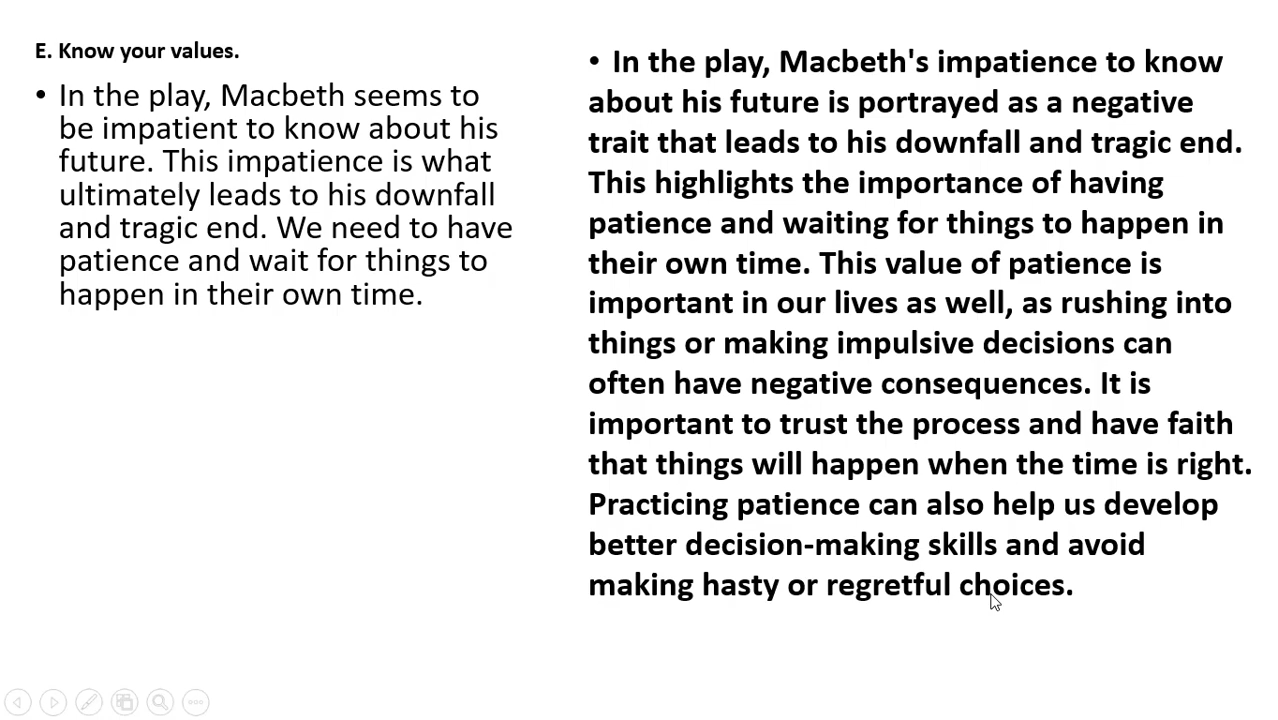 E. Know your values.
• In the play, Macbeth seems to
be impatient to know about his
future. This impatience is what
ultimately leads to his downfall
and tragic end. We need to have
patience and wait for things to
happen in their own time.
• In the play, Macbeth's impatience to know
about his future is portrayed as a negative
trait that leads to his downfall and tragic end.
This highlights the importance of having
patience and waiting for things to happen in
their own time. This value of patience is
important in our lives as well, as rushing into
things or making impulsive decisions can
often have negative consequences. It is
important to trust the process and have faith
that things will happen when the time is right.
Practicing patience can also help us develop
better decision-making skills and avoid
making hasty or regretful choices.